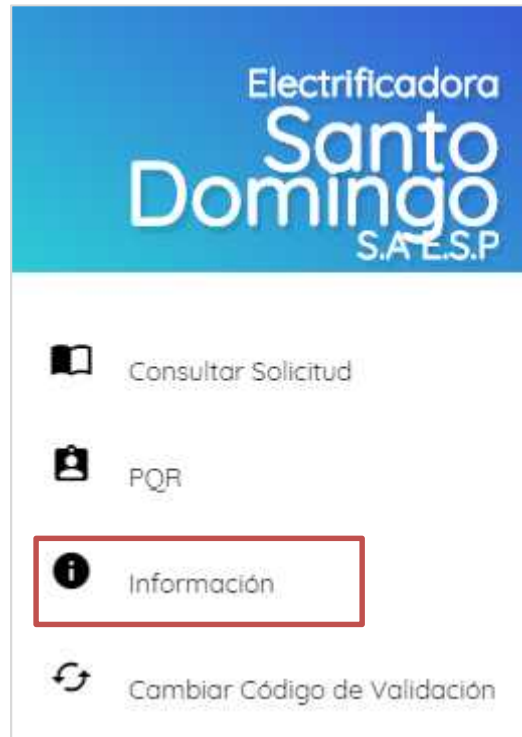 Electrificadora
Santo
Domingo
S.A E.S.P
Consultar Solicitud
PQR
Información
Cambiar Código de Validación